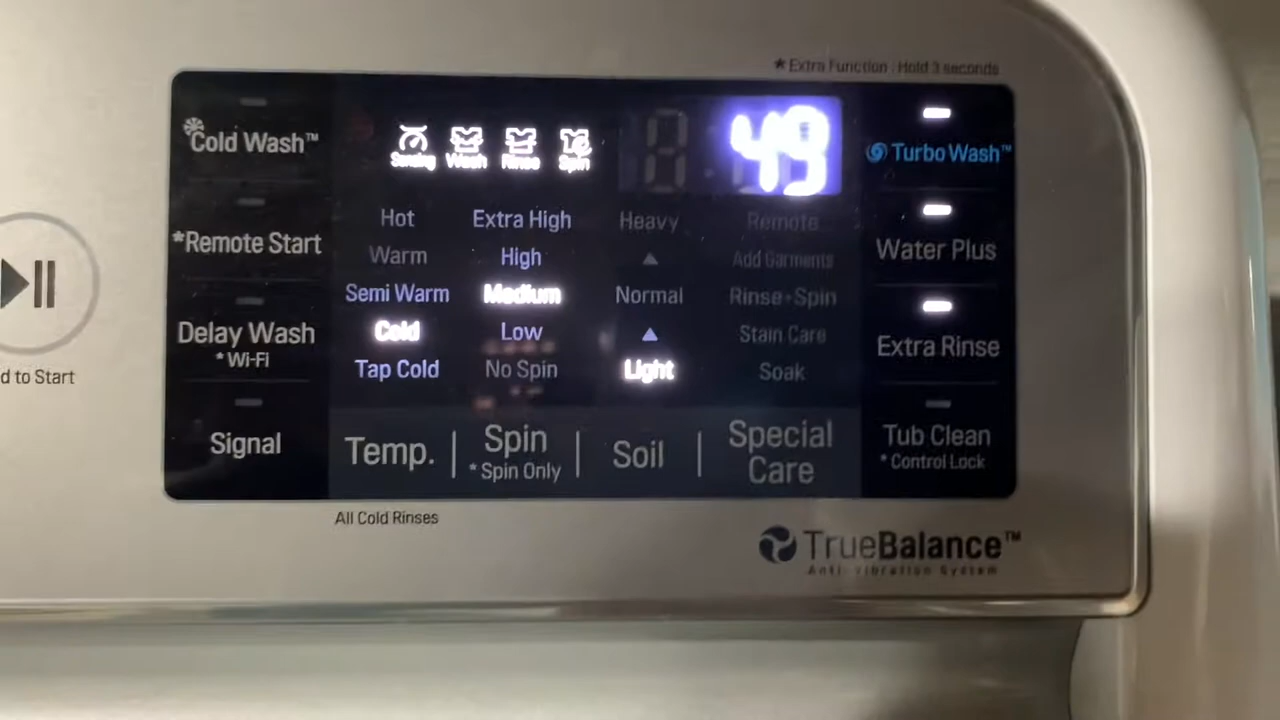 * Extra Function : Hold 3 seconds
Cold Wash™
*Remote Start
Delay Wash
* Wi-Fi
Signal
d to Start
Sensing Wash Rinse Spin
49
Hot Extra High Heavy Remote
Warm High Add Garments
Semi Warm Medium Normal Rinse+Spin
Cold Low Stain Care
Tap Cold No Spin Light Soak
Temp. Spin Soil Special
* Spin Only Care
TurboWash™
Water Plus
Extra Rinse
Tub Clean
* Control Lock
All Cold Rinses
TrueBalance™
Anti-Vibration System